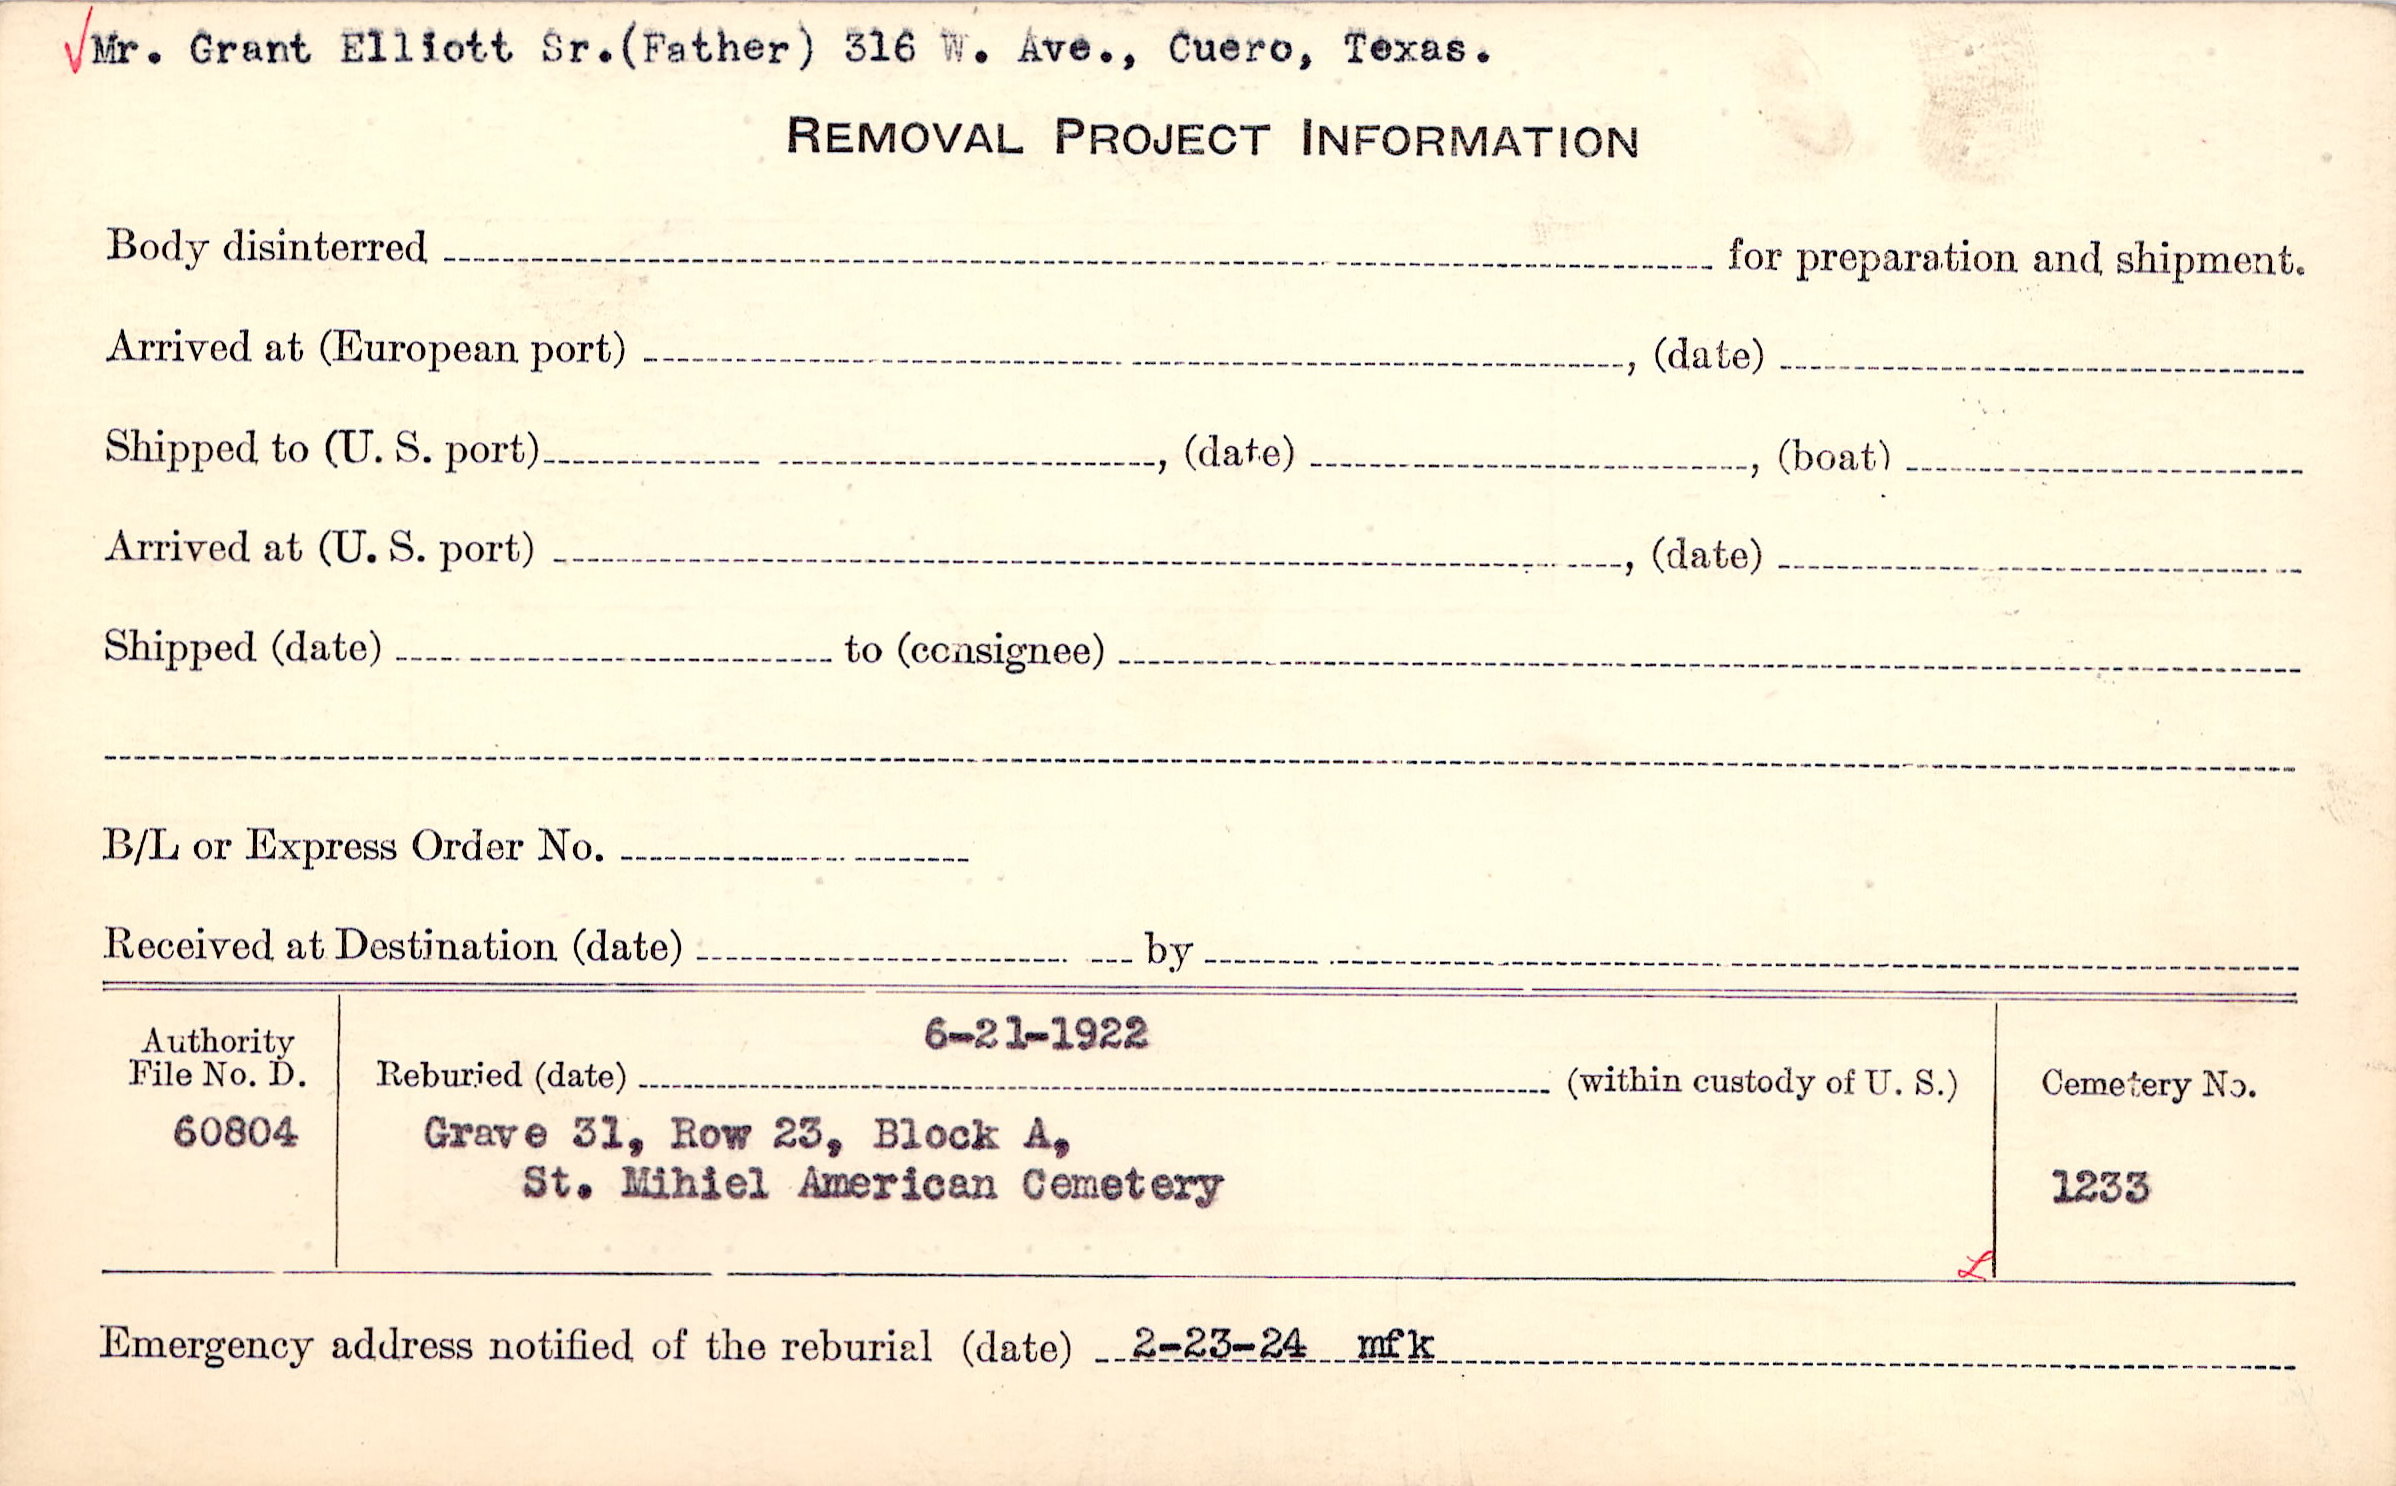 Mr. Grant Elliott Sr.(Father) 316 W. Ave., Cuero, Texas.
REMOVAL PROJECT INFORMATION
Body disinterred for preparation and shipment.
Arrived at (European port) , (date)
Shipped to (U. S. port) , (date) , (boat)
Arrived at (U. S. port) , (date)
Shipped (date) to (consignee)
B/L or Express Order No.
Received at Destination (date) by
Authority
File No. D.
60804
6-21-1922
Reburied (date) (within custody of U. S.)
Grave 31, Row 23, Block A,
St. Mihiel American Cemetery
L
Cemetery No.
1233
Emergency address notified of the reburial (date) 2-23-24 mfk